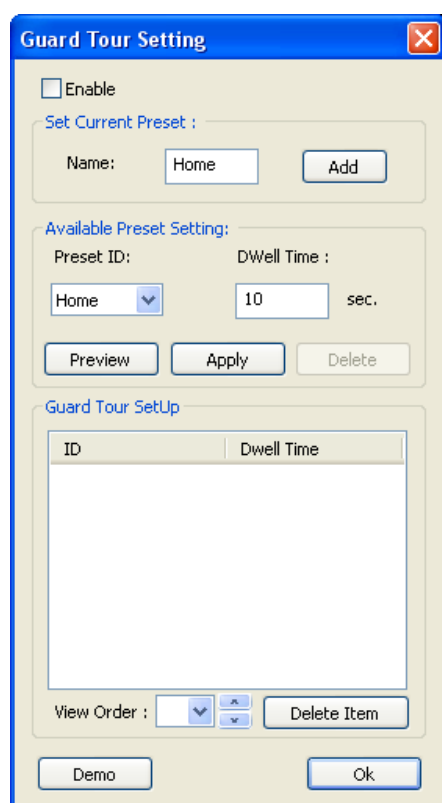 Guard Tour Setting
Enable
Set Current Preset :
Name: Home Add
Available Preset Setting:
Preset ID: DWell Time :
Home 10 sec.
Preview Apply Delete
Guard Tour SetUp
ID Dwell Time
View Order : Delete Item
Demo Ok